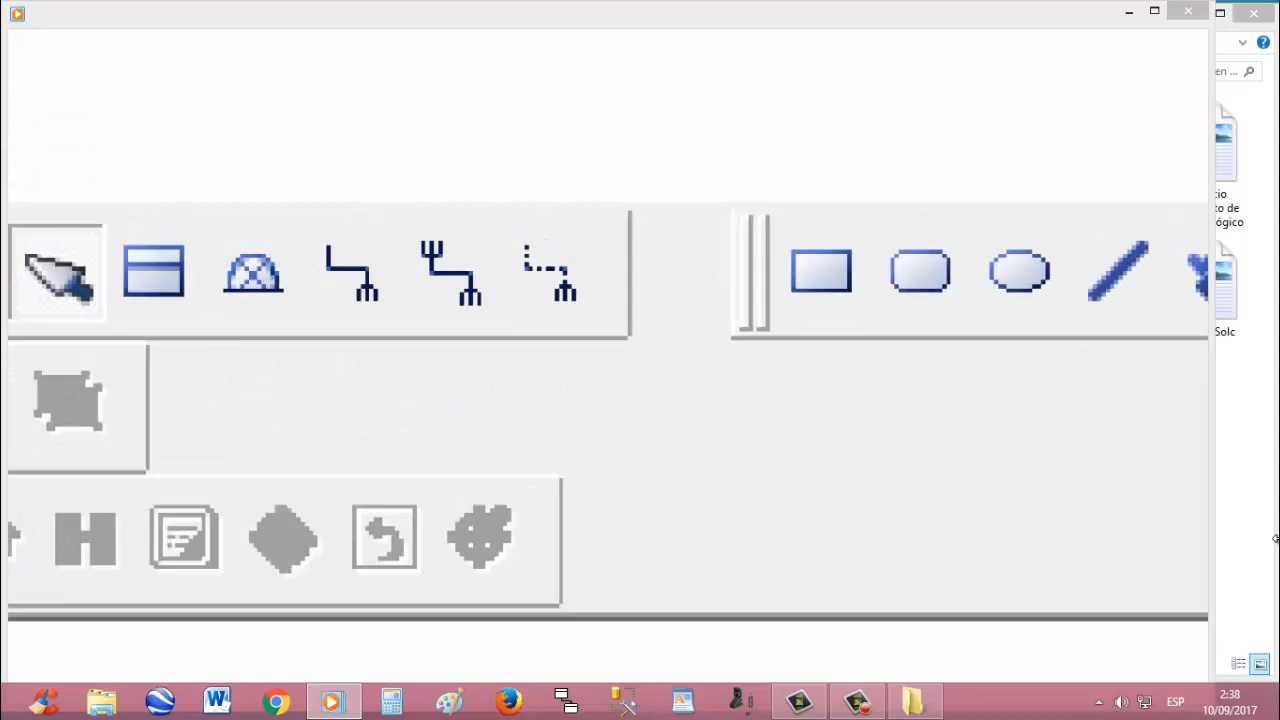 en ...
cio
to de
ógico
Solc
ESP
2:38
10/09/2017